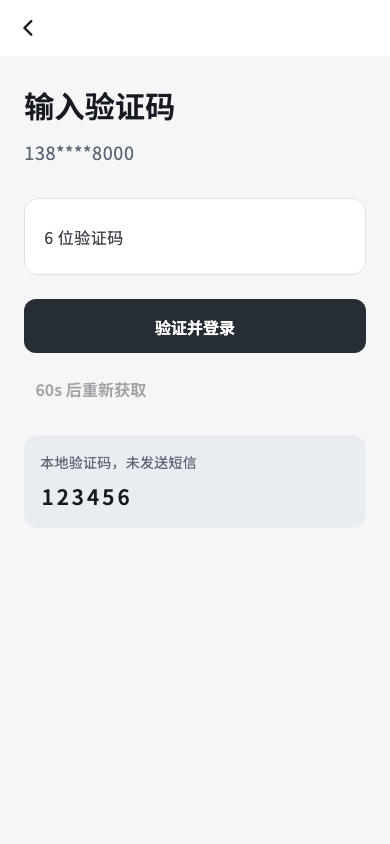 输入验证码
138****8000
6 位验证码
验证并登录
60s 后重新获取
本地验证码，未发送短信
123456